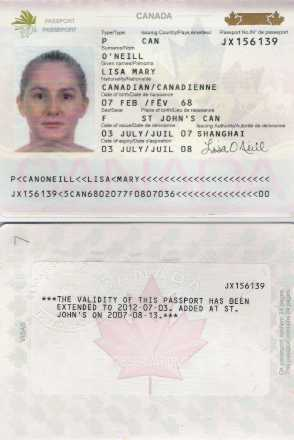 PASSPORT
PASSEPORT
CANADA
Type/Type
Issuing Country/Pays émetteur
Passport No./N° de passeport
P
CAN
JX156139
Surname/Nom
O'NEILL
Given names/Prénoms
LISA MARY
Nationality/Nationalité
CANADIAN/CANADIENNE
Date of birth/Date de naissance
07 FEB /FÉV 68
Sex/Sexe
Place of birth/Lieu de naissance
F
ST JOHN'S CAN
Date of issue/Date de délivrance
Issuing Authority/Autorité de délivrance
03 JULY/JUIL 07
SHANGHAI
Date of expiry/Date d'expiration
03 JULY/JUIL 08
Lisa O'Neill
P<CANONEILL<<LISA<MARY<<<<<<<<<<<<<<<<<<<<<<
JX156139<5CAN6802077F0807036<<<<<<<<<<<<<<00
7
CANADA
JX156139
***THE VALIDITY OF THIS PASSPORT HAS BEEN
EXTENDED TO 2012-07-03. ADDED AT ST.
JOHN'S ON 2007-08-13.***
VISAS